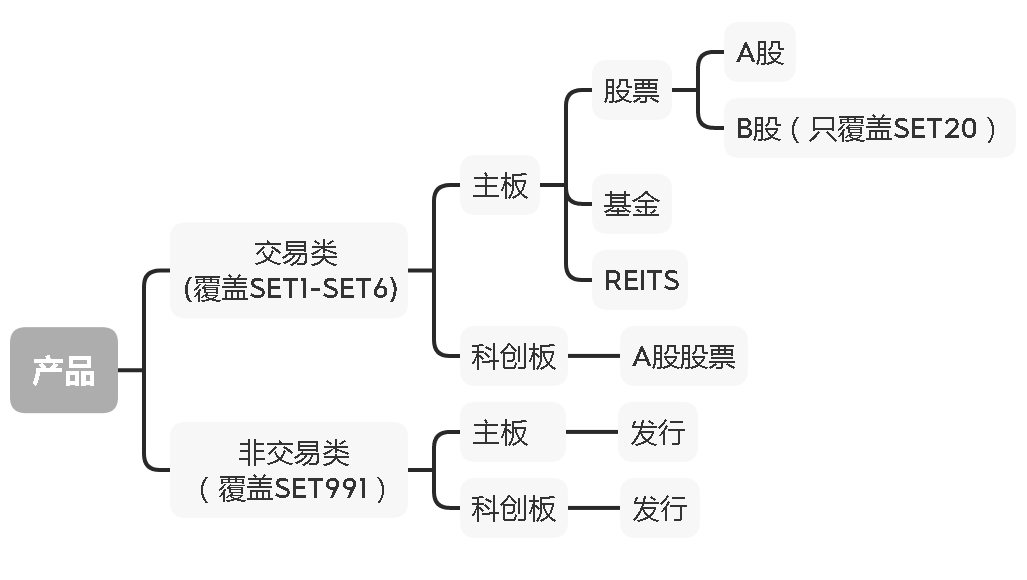 产品
交易类
(覆盖SET1-SET6)
主板
股票
A股
B股（只覆盖SET20）
基金
REITS
科创板
A股股票
非交易类
（覆盖SET991）
主板
发行
科创板
发行